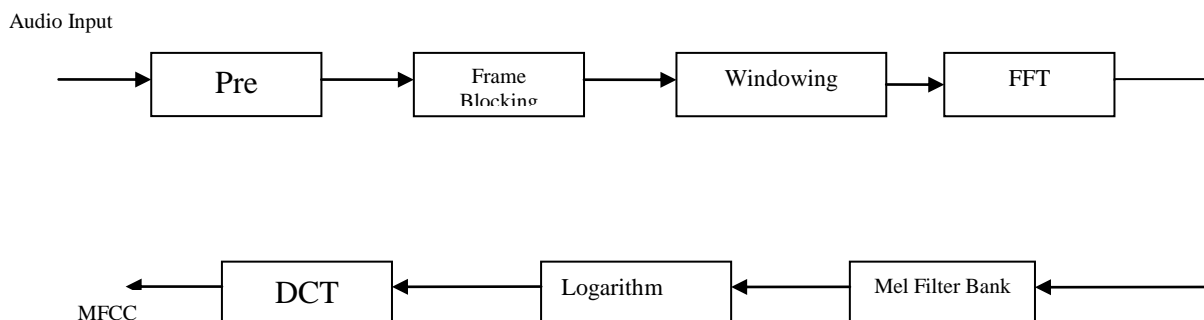 Audio Input
Pre
Frame
Blocking
Windowing
FFT
Mel Filter Bank
Logarithm
DCT
MFCC